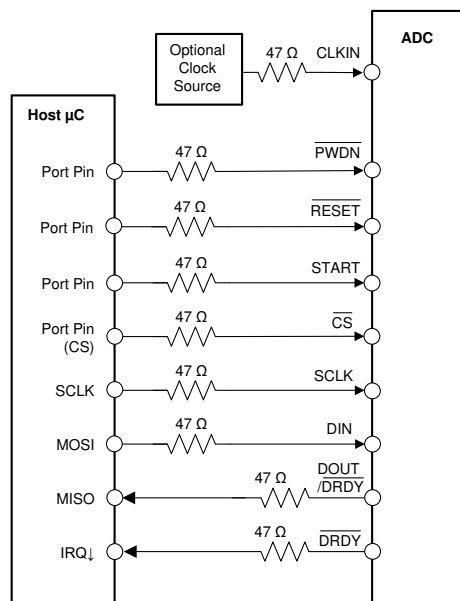 ADC
Optional
Clock
Source
47 Ω
CLKIN
Host µC
Port Pin
47 Ω
PWDN
Port Pin
47 Ω
RESET
Port Pin
47 Ω
START
Port Pin
(CS)
47 Ω
CS
SCLK
47 Ω
SCLK
MOSI
47 Ω
DIN
MISO
47 Ω
DOUT
/DRDY
IRQ↓
47 Ω
DRDY